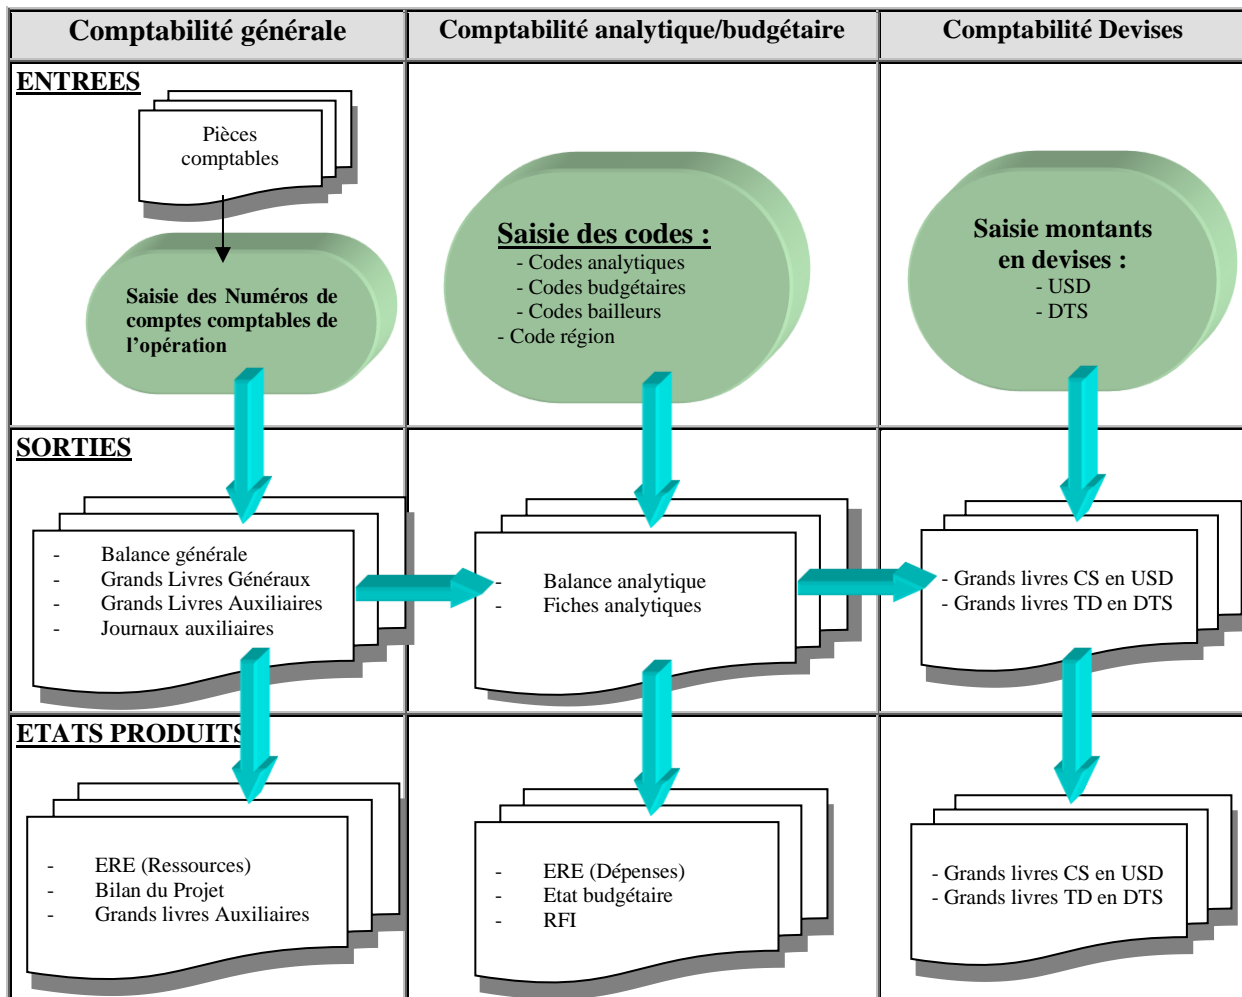 Comptabilité générale
Comptabilité analytique/budgétaire
Comptabilité Devises
ENTREES
Pièces
comptables
Saisie des Numéros de
comptes comptables de
l’opération
Saisie des codes :
- Codes analytiques
- Codes budgétaires
- Codes bailleurs
- Code région
Saisie montants
en devises :
- USD
- DTS
SORTIES
- Balance générale
- Grands Livres Généraux
- Grands Livres Auxiliaires
- Journaux auxiliaires
- Balance analytique
- Fiches analytiques
- Grands livres CS en USD
- Grands livres TD en DTS
ETATS PRODUITS
- ERE (Ressources)
- Bilan du Projet
- Grands livres Auxiliaires
- ERE (Dépenses)
- Etat budgétaire
- RFI
- Grands livres CS en USD
- Grands livres TD en DTS